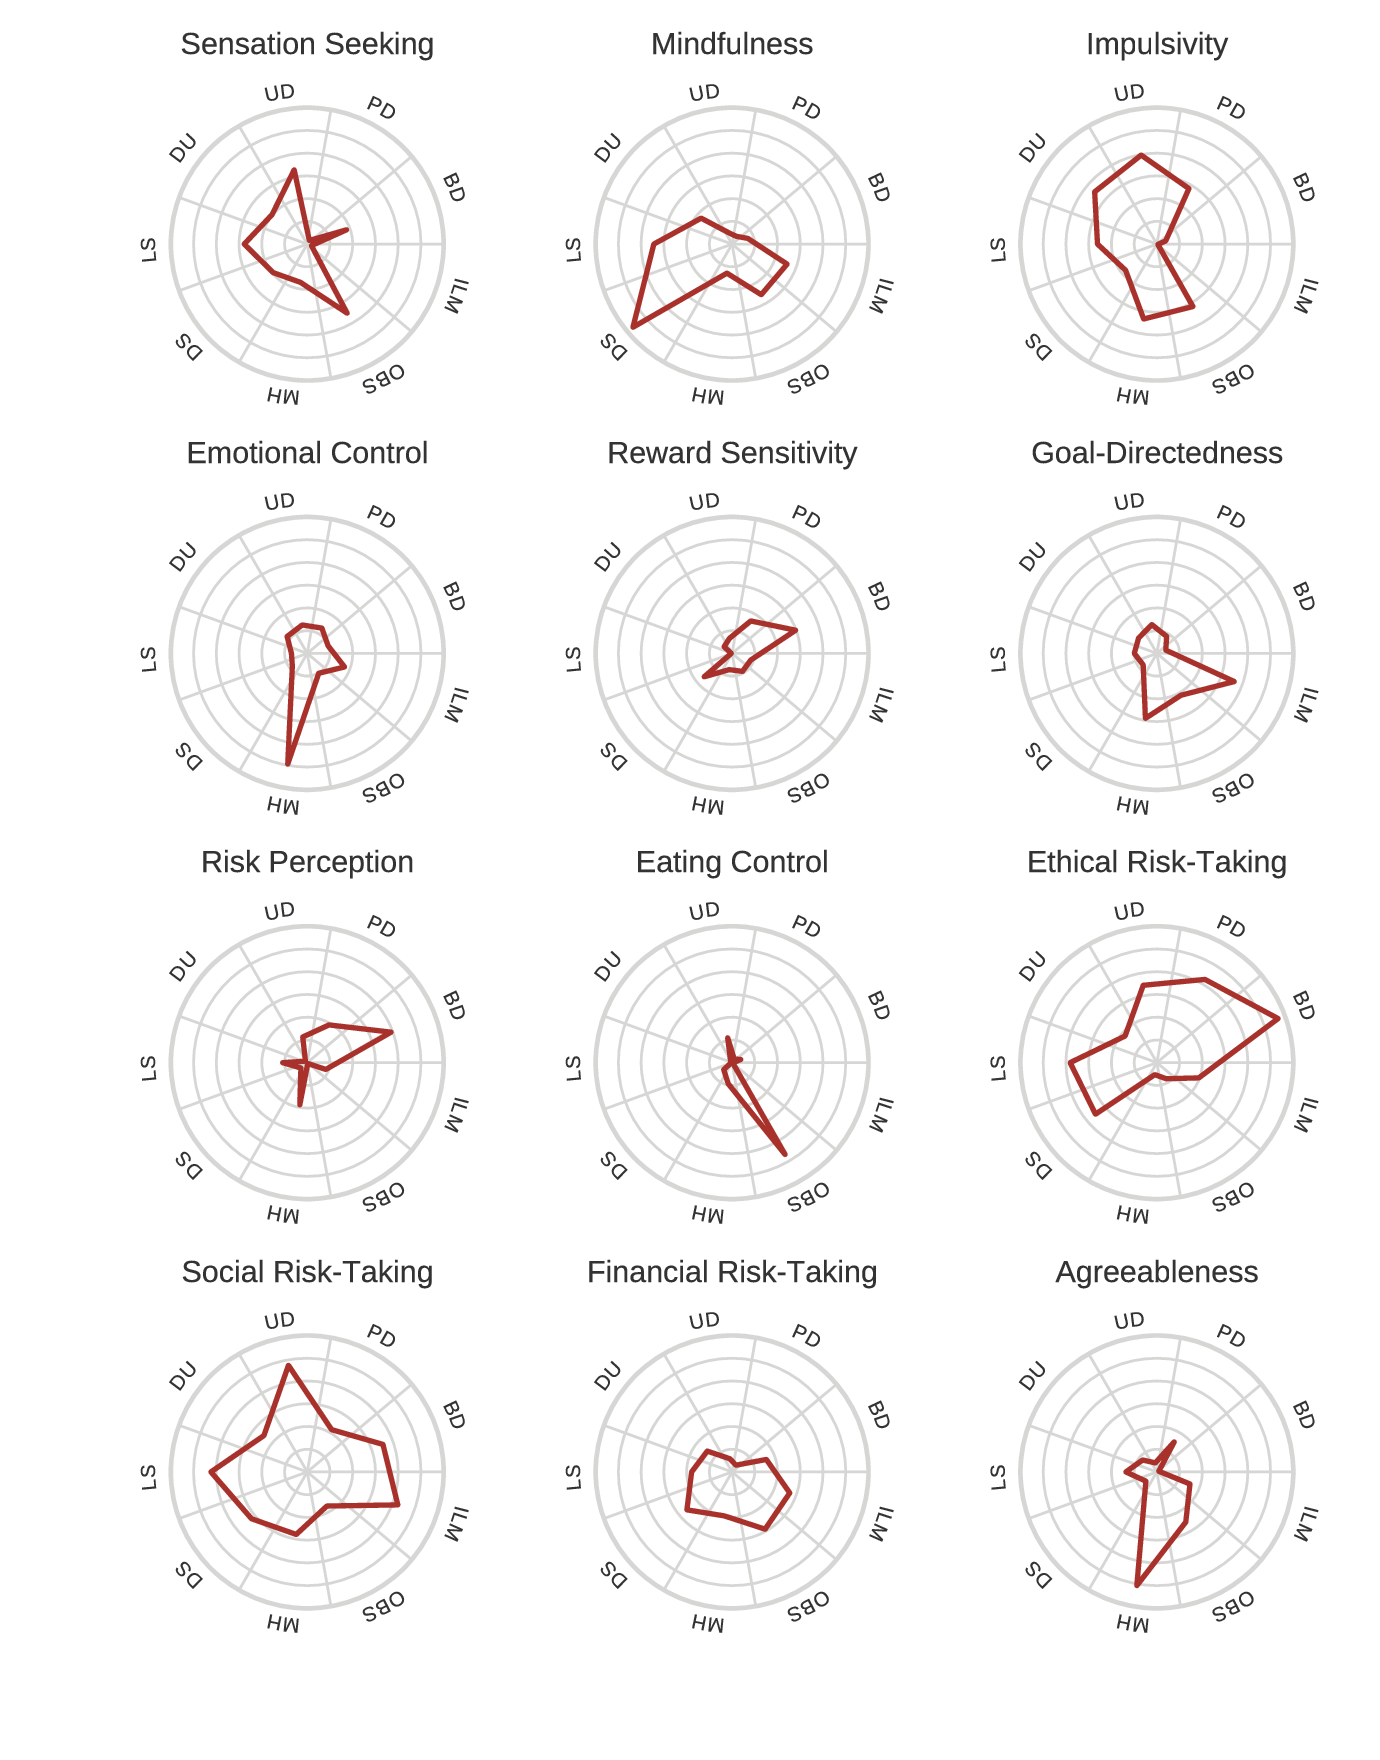 Sensation Seeking
UD
PD
DU
BD
LS
ILM
DS
OBS
MH
Mindfulness
UD
PD
DU
BD
LS
ILM
DS
OBS
MH
Impulsivity
UD
PD
DU
BD
LS
ILM
DS
OBS
MH
Emotional Control
UD
PD
DU
BD
LS
ILM
DS
OBS
MH
Reward Sensitivity
UD
PD
DU
BD
LS
ILM
DS
OBS
MH
Goal-Directedness
UD
PD
DU
BD
LS
ILM
DS
OBS
MH
Risk Perception
UD
PD
DU
BD
LS
ILM
DS
OBS
MH
Eating Control
UD
PD
DU
BD
LS
ILM
DS
OBS
MH
Ethical Risk-Taking
UD
PD
DU
BD
LS
ILM
DS
OBS
MH
Social Risk-Taking
UD
PD
DU
BD
LS
ILM
DS
OBS
MH
Financial Risk-Taking
UD
PD
DU
BD
LS
ILM
DS
OBS
MH
Agreeableness
UD
PD
DU
BD
LS
ILM
DS
OBS
MH